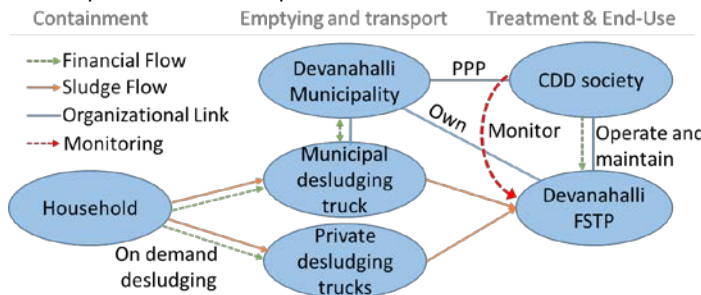 Containment
Emptying and transport
Treatment & End-Use
Financial Flow
Sludge Flow
Organizational Link
Monitoring
Devanahalli
Municipality
PPP
CDD society
Own
Monitor
Operate and
maintain
Municipal
desludging
truck
Household
Devanahalli
FSTP
On demand
desludging
Private
desludging
trucks